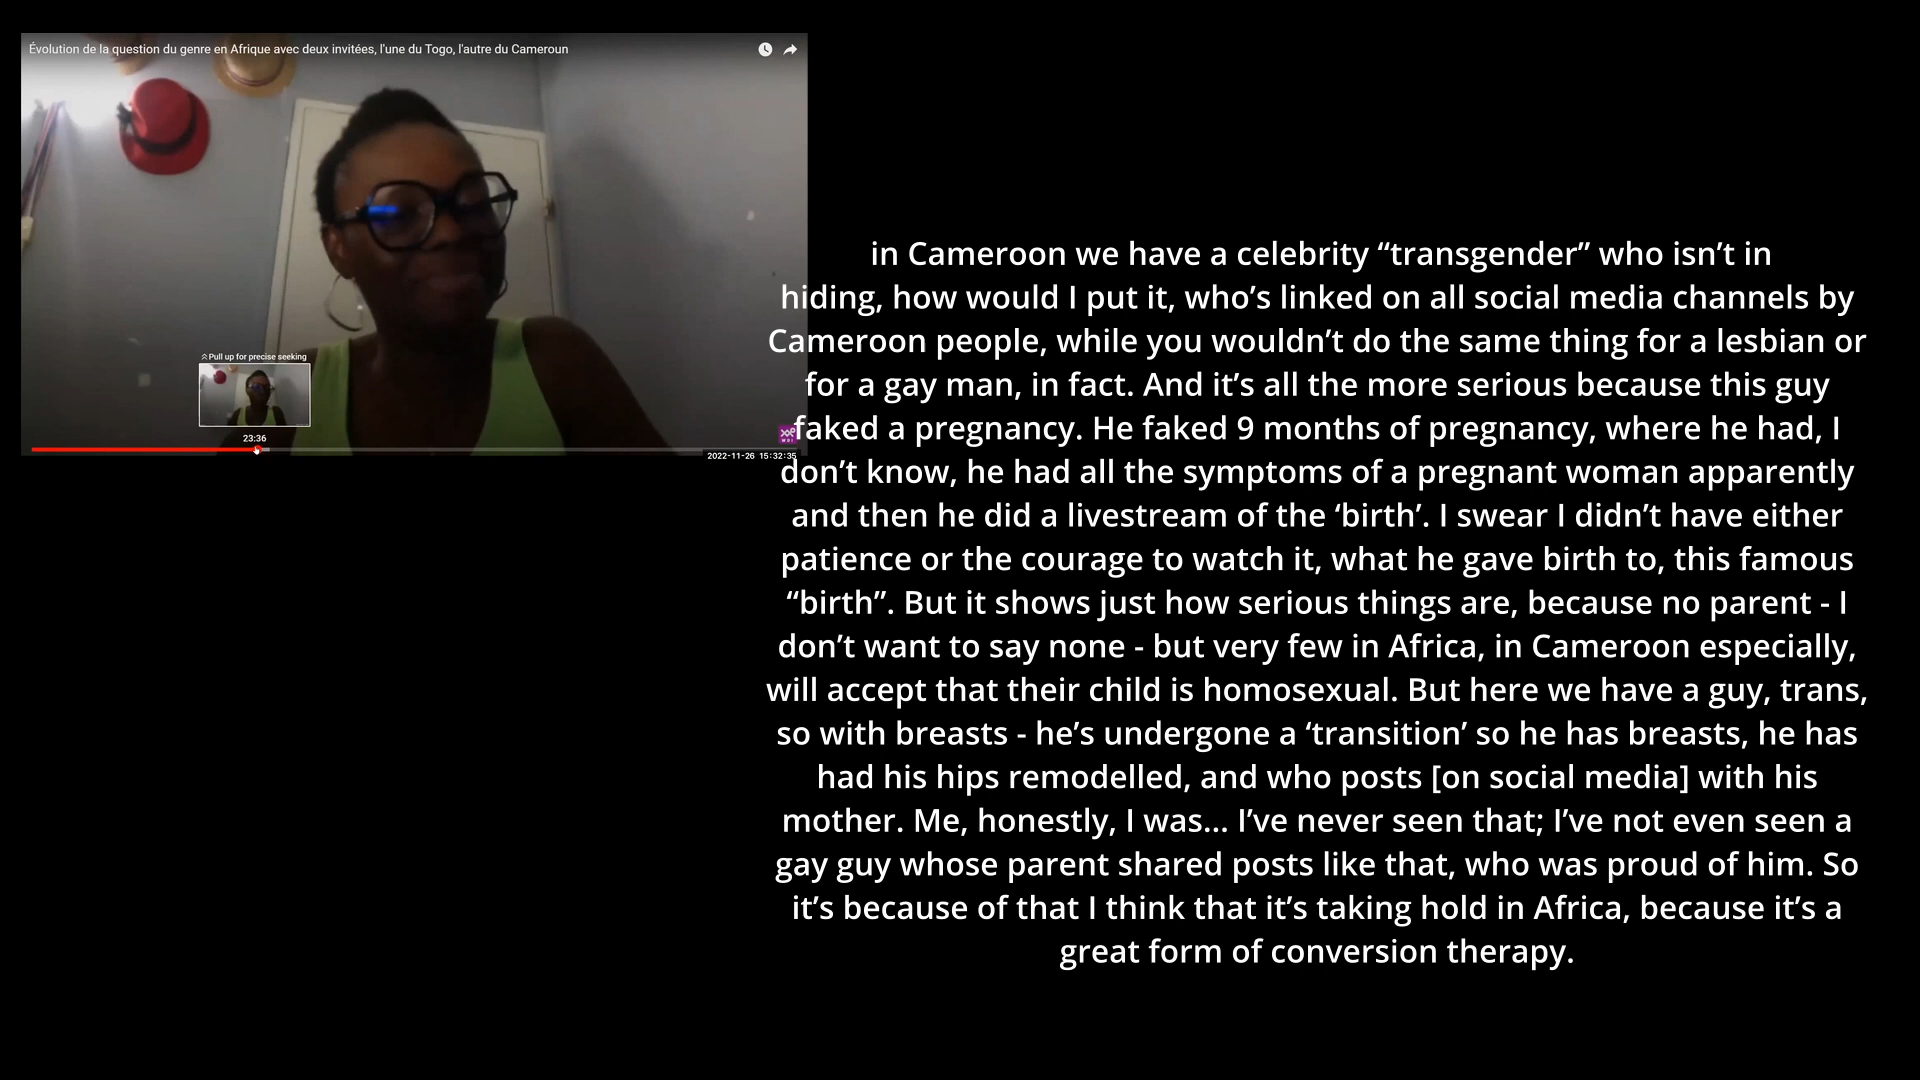 Évolution de la question du genre en Afrique avec deux invitées, l'une du Togo, l'autre du Cameroun
Pull up for precise seeking
23:36
2022-11-26 15:32:35
in Cameroon we have a celebrity “transgender” who isn’t in
hiding, how would I put it, who’s linked on all social media channels by
Cameroon people, while you wouldn’t do the same thing for a lesbian or
for a gay man, in fact. And it’s all the more serious because this guy
faked a pregnancy. He faked 9 months of pregnancy, where he had, I
don’t know, he had all the symptoms of a pregnant woman apparently
and then he did a livestream of the ‘birth’. I swear I didn’t have either
patience or the courage to watch it, what he gave birth to, this famous
“birth”. But it shows just how serious things are, because no parent - I
don’t want to say none - but very few in Africa, in Cameroon especially,
will accept that their child is homosexual. But here we have a guy, trans,
so with breasts - he’s undergone a ‘transition’ so he has breasts, he has
had his hips remodelled, and who posts [on social media] with his
mother. Me, honestly, I was... I’ve never seen that; I’ve not even seen a
gay guy whose parent shared posts like that, who was proud of him. So
it’s because of that I think that it’s taking hold in Africa, because it’s a
great form of conversion therapy.